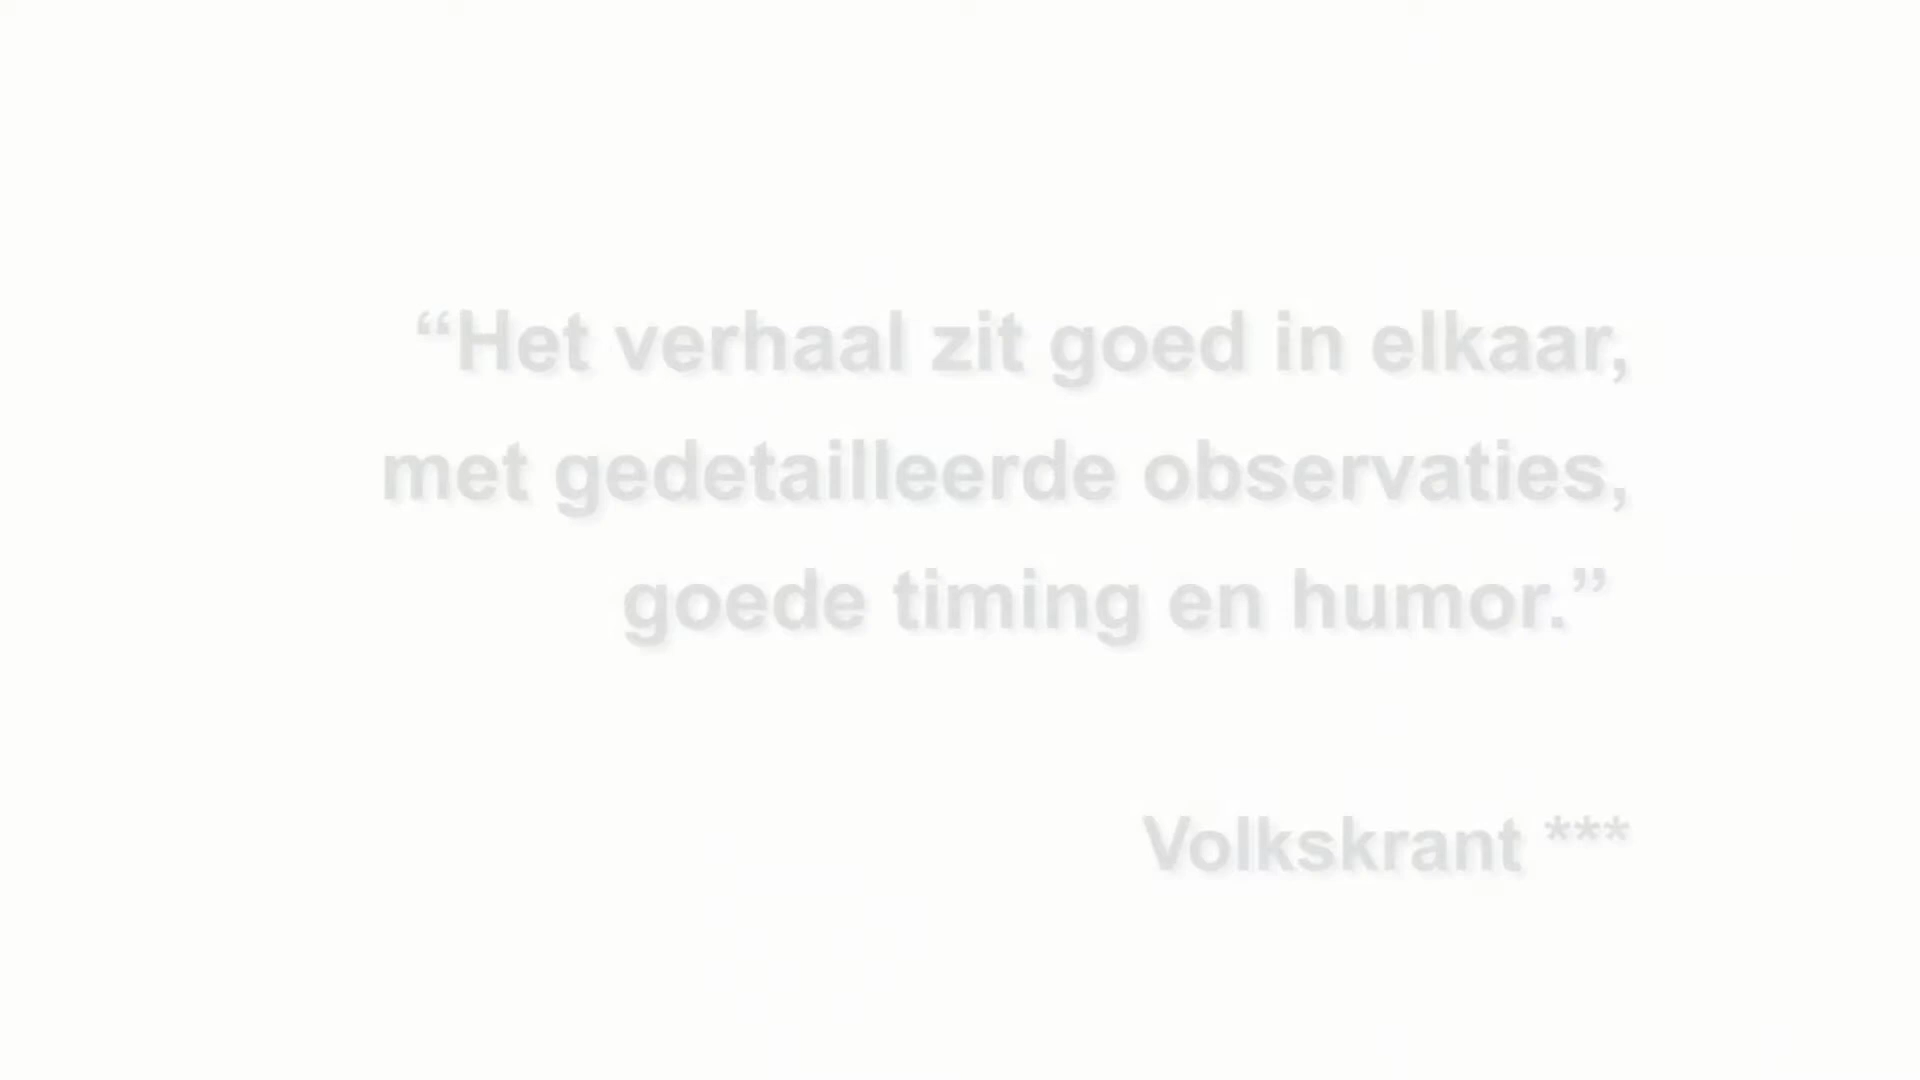 “Het verhaal zit goed in elkaar,
met gedetailleerde observaties,
goede timing en humor.”
Volkskrant ***